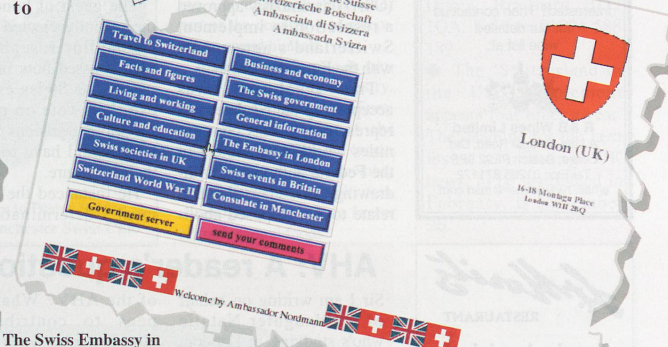 to
Suisse
Schweizerische Botschaft
Ambasciata di Svizzera
Ambassada Svizra
Travel to Switzerland
Business and economy
Facts and figures
The Swiss government
Living and working
General information
Culture and education
The Embassy in London
Swiss societies in UK
Swiss events in Britain
Switzerland World War II
Consulate in Manchester
Government server
send your comments
London (UK)
16-18 Montagu Place
London W1H 2BQ
Welcome by Ambassador Nordmann
The Swiss Embassy in